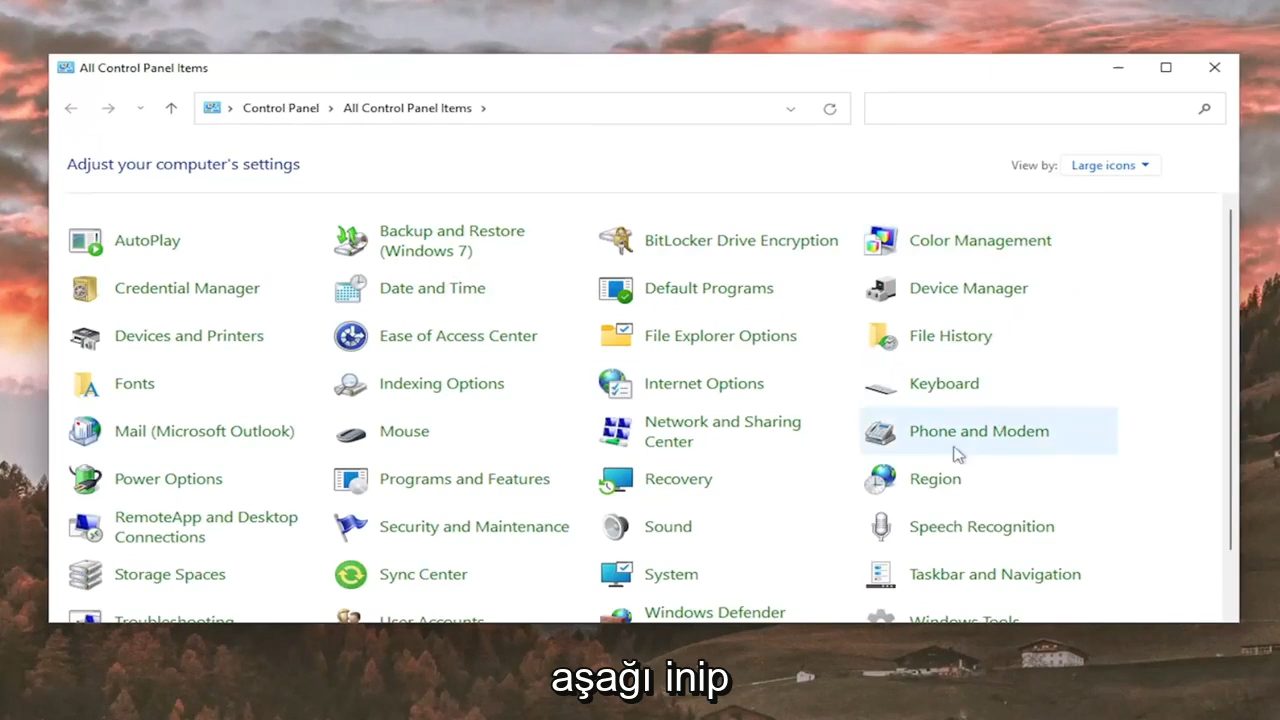 All Control Panel Items
Control Panel
All Control Panel Items
Adjust your computer's settings
View by:
Large icons
AutoPlay
Backup and Restore
(Windows 7)
BitLocker Drive Encryption
Color Management
Credential Manager
Date and Time
Default Programs
Device Manager
Devices and Printers
Ease of Access Center
File Explorer Options
File History
Fonts
Indexing Options
Internet Options
Keyboard
Mail (Microsoft Outlook)
Mouse
Network and Sharing
Center
Phone and Modem
Power Options
Programs and Features
Recovery
Region
RemoteApp and Desktop
Connections
Security and Maintenance
Sound
Speech Recognition
Storage Spaces
Sync Center
System
Taskbar and Navigation
Troubleshooting
User Accounts
Windows Defender
Windows Tools
aşağı inip